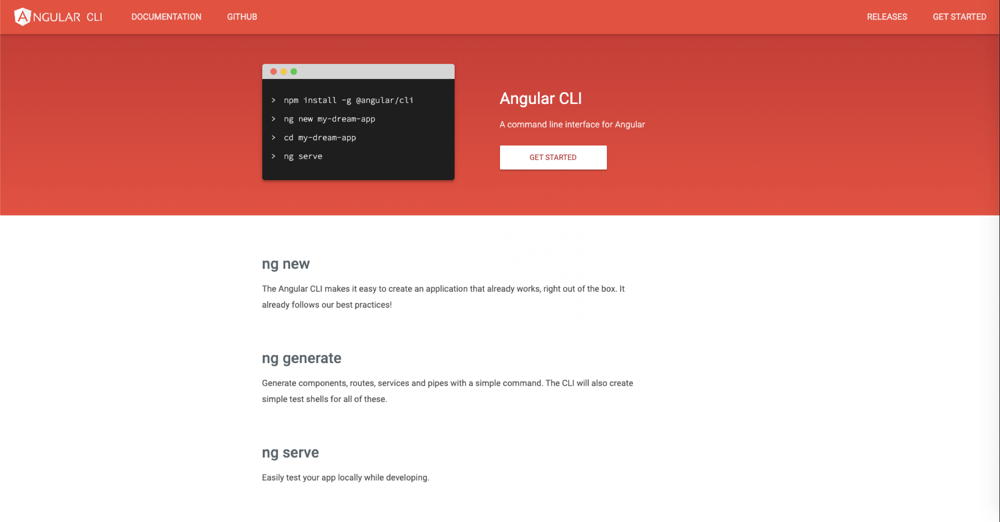 ANGULAR CLI DOCUMENTATION GITHUB RELEASES GET STARTED
> npm install -g @angular/cli
> ng new my-dream-app
> cd my-dream-app
> ng serve
Angular CLI
A command line interface for Angular
GET STARTED
ng new
The Angular CLI makes it easy to create an application that already works, right out of the box. It
already follows our best practices!
ng generate
Generate components, routes, services and pipes with a simple command. The CLI will also create
simple test shells for all of these.
ng serve
Easily test your app locally while developing.